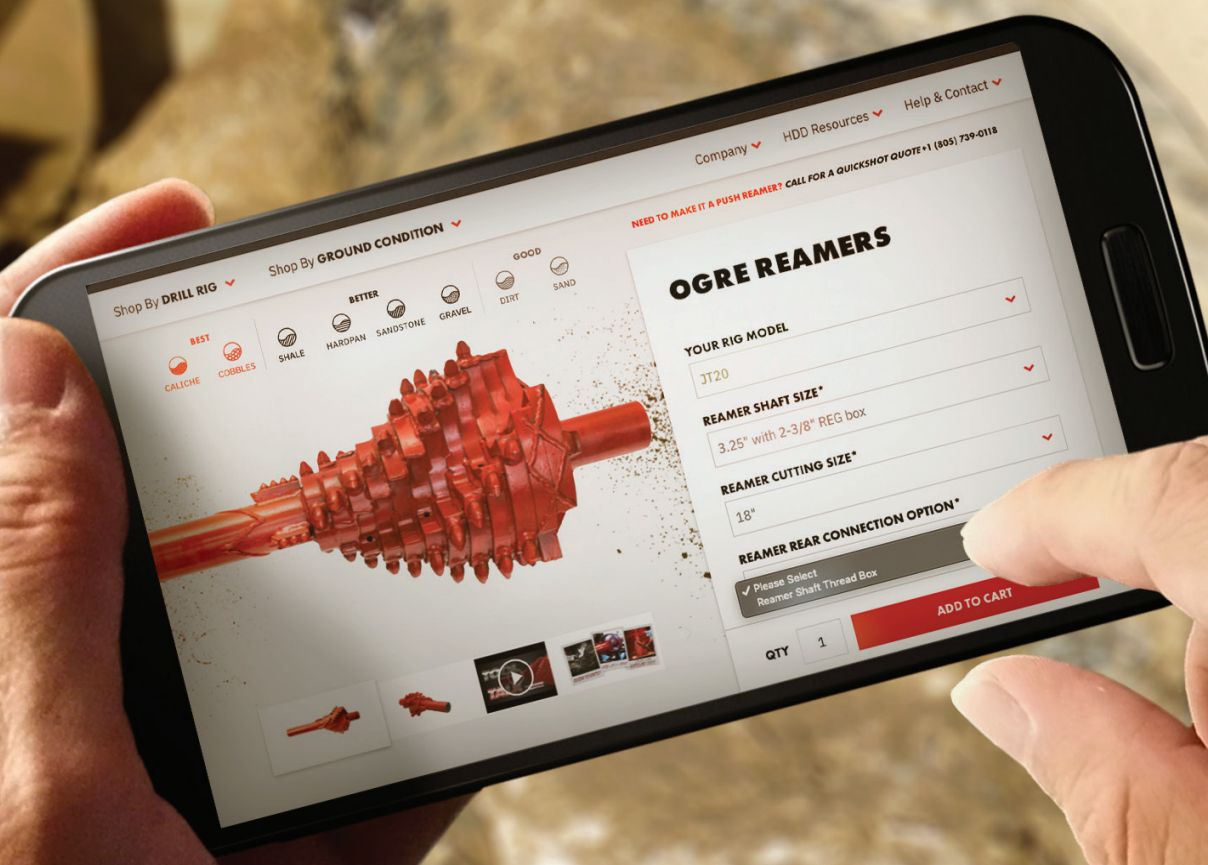 Company
HDD Resources
Help & Contact
Shop By DRILL RIG
Shop By GROUND CONDITION
NEED TO MAKE IT A PUSH REAMER? CALL FOR A QUICKSHOT QUOTE +1 (805) 739-0118
BEST
CALICHE
COBBLES
BETTER
SHALE
HARDPAN
SANDSTONE
GRAVEL
GOOD
DIRT
SAND
OGRE REAMERS
YOUR RIG MODEL
JT20
REAMER SHAFT SIZE*
3.25" with 2-3/8" REG box
REAMER CUTTING SIZE*
18"
REAMER REAR CONNECTION OPTION*
✓ Please Select
Reamer Shaft Thread Box
QTY 1 ADD TO CART